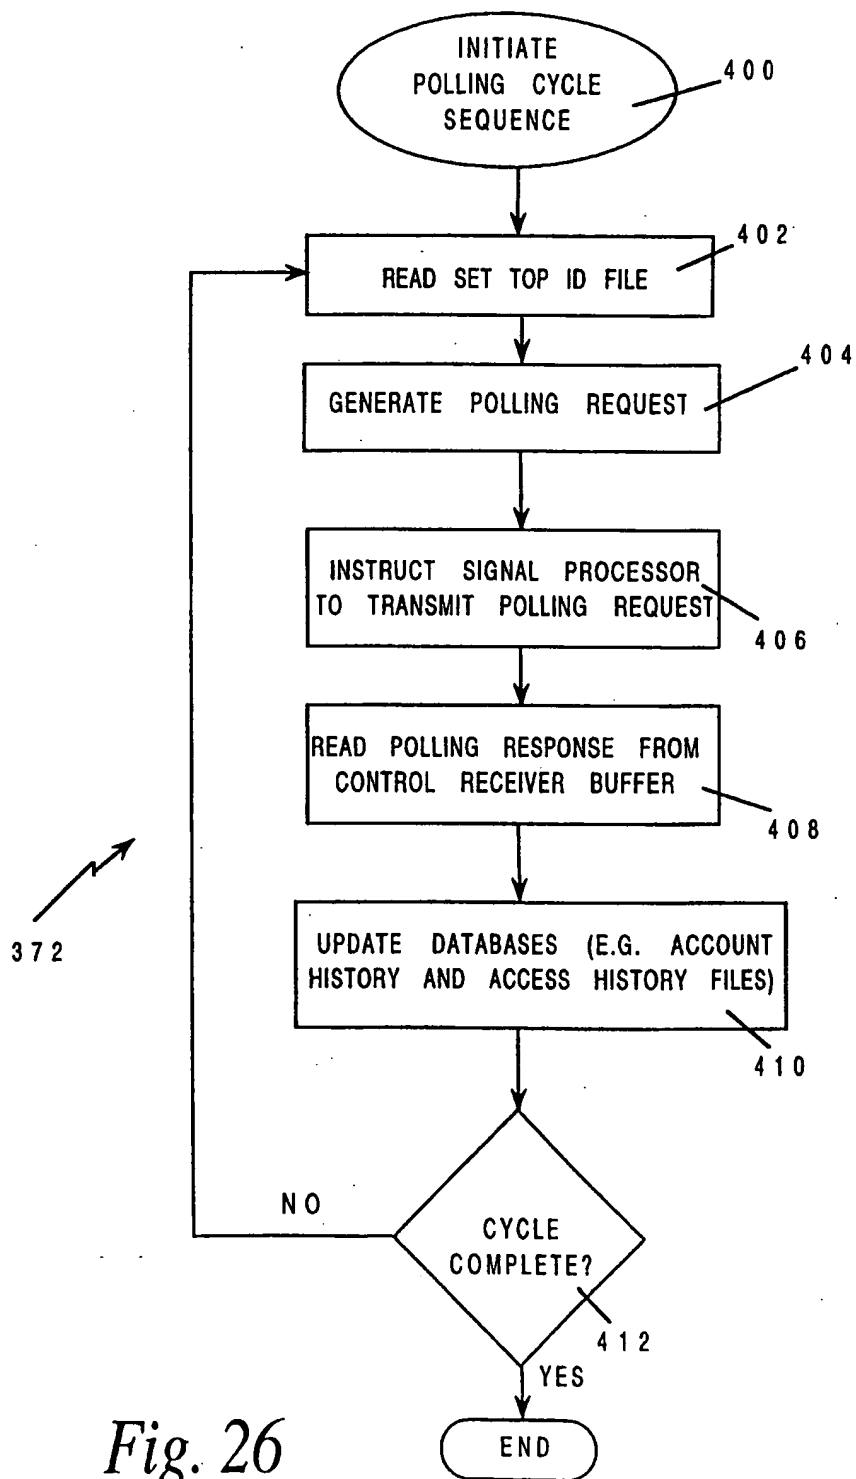 INITIATE
POLLING CYCLE
SEQUENCE
400
402
READ SET TOP ID FILE
404
GENERATE POLLING REQUEST
INSTRUCT SIGNAL PROCESSOR
TO TRANSMIT POLLING REQUEST
406
READ POLLING RESPONSE FROM
CONTROL RECEIVER BUFFER
408
372
UPDATE DATABASES (E.G. ACCOUNT
HISTORY AND ACCESS HISTORY FILES)
410
NO
CYCLE
COMPLETE?
412
YES
END
Fig. 26